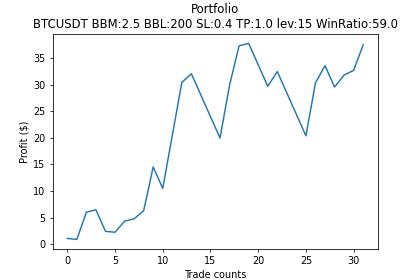 Portfolio
BTCUSDT BBM:2.5 BBL:200 SL:0.4 TP:1.0 lev:15 WinRatio:59.0
Profit ($)
35
30
25
20
15
10
5
0
0 5 10 15 20 25 30
Trade counts